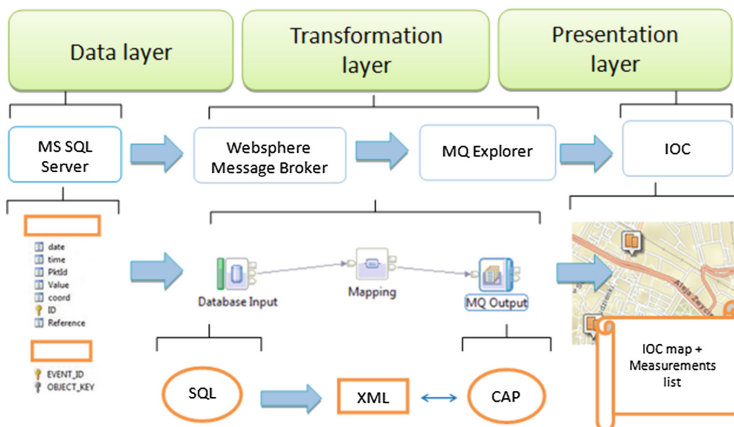 Data layer
Transformation
layer
Presentation
layer
MS SQL
Server
Websphere
Message Broker
MQ Explorer
IOC
date
time
PktId
Value
coord
ID
Reference
EVENT_ID
OBJECT_KEY
Database Input
Mapping
MQ Output
IOC map +
Measurements
list
SQL
XML
CAP